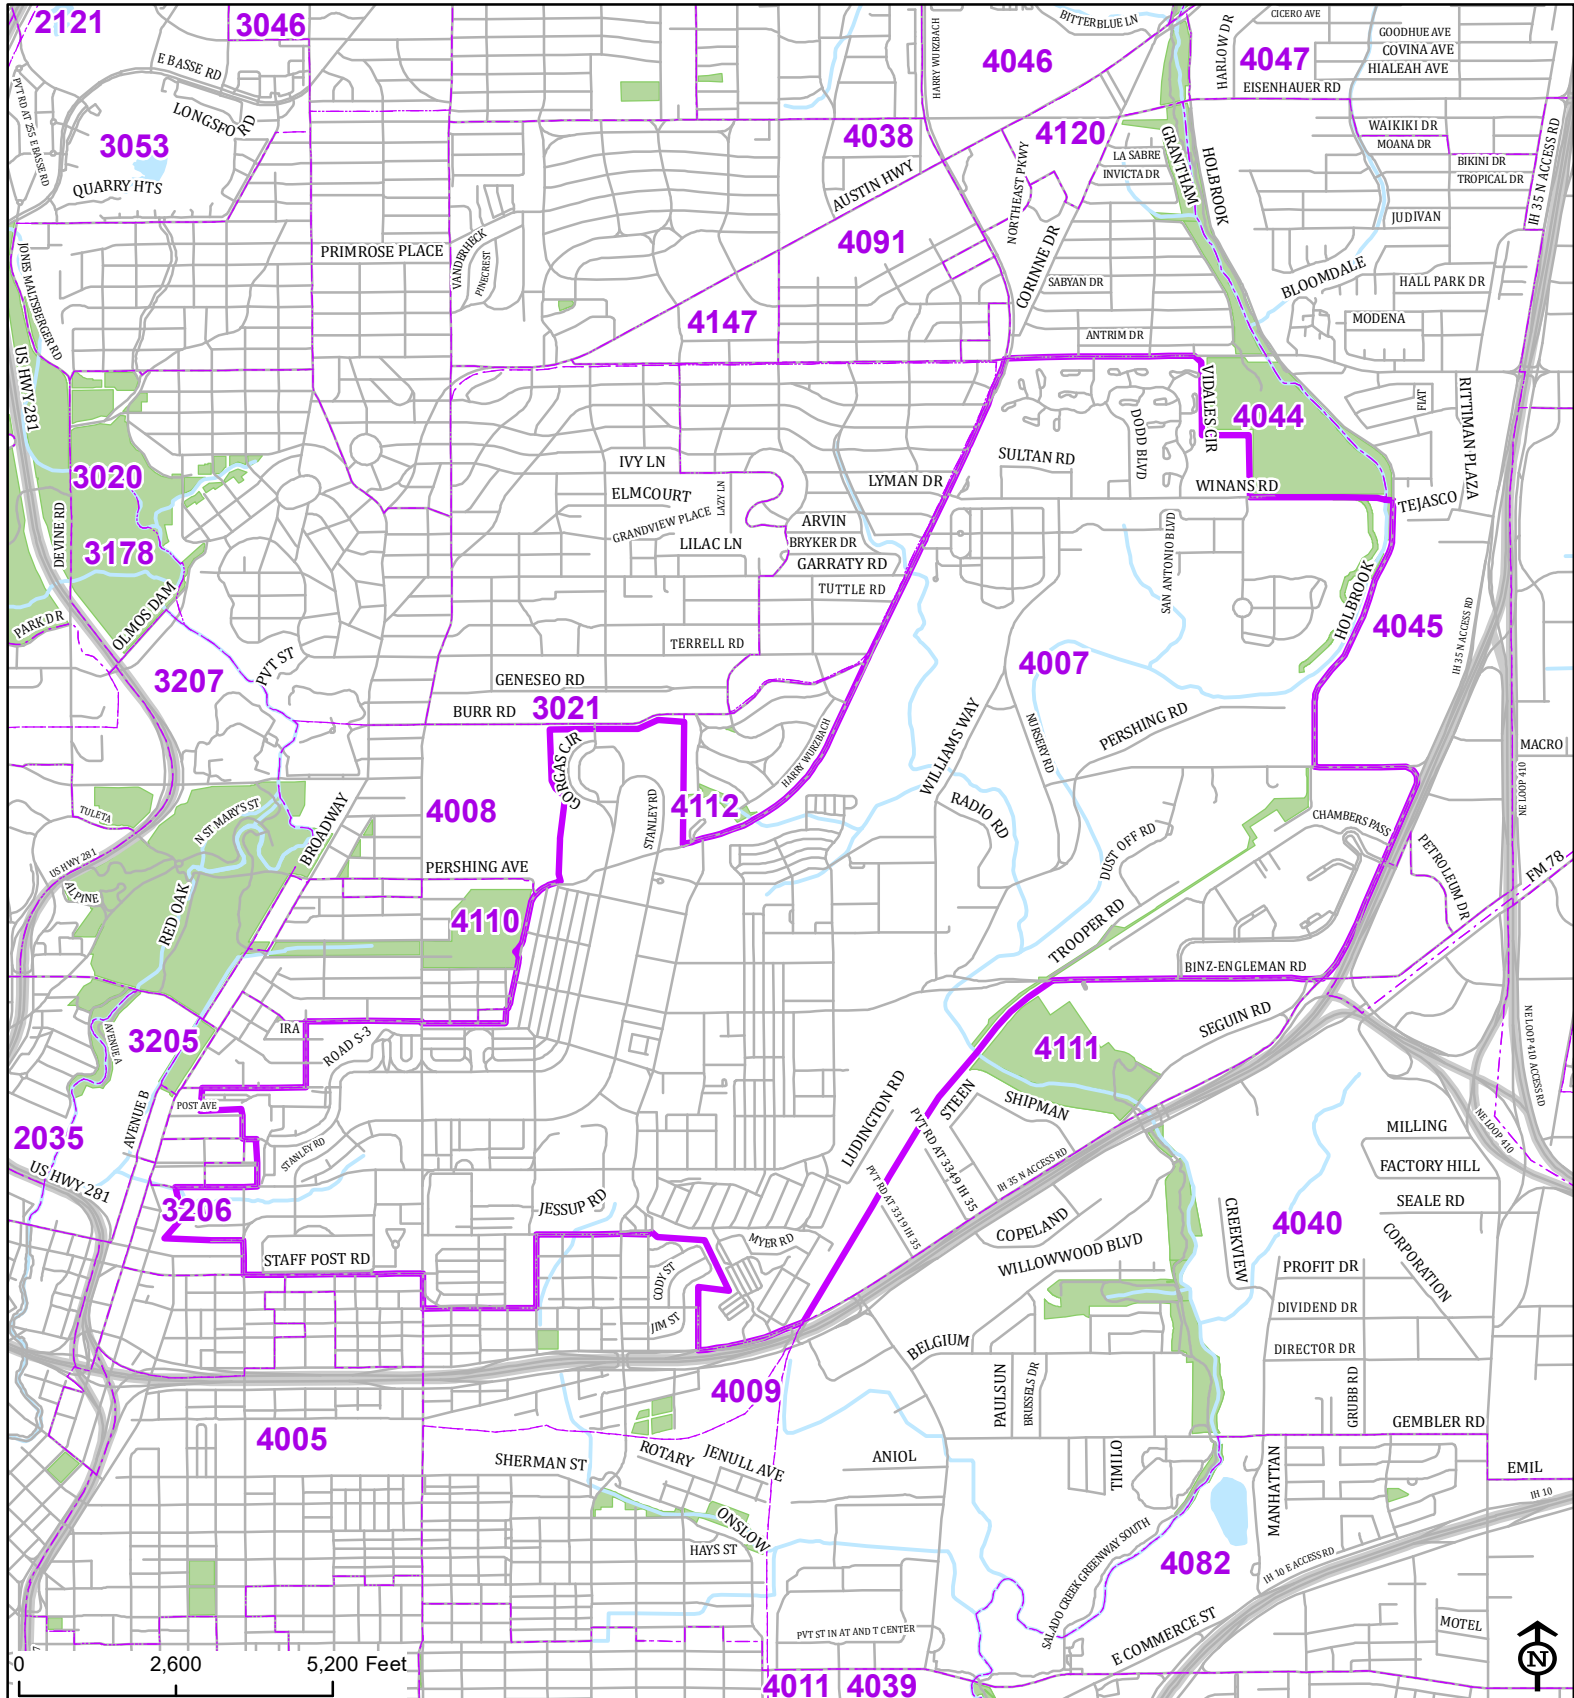 2121
3046
BITTERBLUE LN
CICERO AVE
HARLOW DR
GOODHUE AVE
COVINA AVE
HIALEAH AVE
4046
4047
HARRY WURZBACH
E BASSE RD
EISENHAUER RD
PVT RD AT 255 E BASSE RD
LONGSFO RD
3053
4038
4120
WAIKIKI DR
MOANA DR
BIKINI DR
TROPICAL DR
LA SABRE
INVICTA DR
GRANTHAM
HOLBROOK
NORTHEAST PKWY
IH 35 N ACCESS RD
QUARRY HTS
AUSTIN HWY
JUDIVAN
PRIMROSE PLACE
VANDERHECK
PINECREST
4091
CORINNE DR
SABYAN DR
BLOOMDALE
HALL PARK DR
JONES MALTSBERGER RD
4147
MODENA
ANTRIM DR
US HWY 281
VIDALES CIR
4044
FIAT
RITTIMAN PLAZA
DODD BLVD
SULTAN RD
3020
IVY LN
LYMAN DR
ELMCOURT
LAZY LN
WINANS RD
TEJASCO
GRANDVIEW PLACE
ARVIN
DEVINE RD
3178
LILAC LN
BRYKER DR
GARRATY RD
SAN ANTONIO BLVD
TUTTLE RD
HOLBROOK
OLMOS DAM
PARK DR
4045
IH 35 N ACCESS RD
TERRELL RD
4007
PVT ST
3207
GENESEO RD
BURR RD
3021
WILLIAMS WAY
NURSERY RD
PERSHING RD
HARRY WURZBACH
GORGAS CIR
MACRO
NE LOOP 410
4008
STANLEY RD
4112
RADIO RD
N ST MARY'S ST
TULETA
BROADWAY
CHAMBERS PASS
DUST OFF RD
PETROLEUM DR
US HWY 281
ALPINE
PERSHING AVE
FM 78
RED OAK
4110
TROOPER RD
BINZ-ENGLEMAN RD
SEGUIN RD
IRA
ROAD S-3
AVENUE A
3205
4111
NE LOOP 410 ACCESS RD
STEEN
SHIPMAN
LUDINGTON RD
POST AVE
AVENUE B
2035
STANLEY RD
PVT RD AT 3349 IH 35
IH 35 N ACCESS RD
NE LOOP 410
MILLING
US HWY 281
PVT RD AT 3319 IH 35
FACTORY HILL
SEALE RD
3206
JESSUP RD
CREEKVIEW
4040
COPELAND
CORPORATION
STAFF POST RD
MYER RD
WILLOWWOOD BLVD
PROFIT DR
CODY ST
JIM ST
DIVIDEND DR
BELGIUM
DIRECTOR DR
4009
PAULSUN
BRUSSELS DR
GRUBB RD
GEMBLER RD
4005
SHERMAN ST
ROTARY
JENULL AVE
ANIOL
TIMILO
MANHATTAN
EMIL
IH 10
ONSLOW
HAYS ST
SALADO CREEK GREENWAY SOUTH
4082
IH 10 E ACCESS RD
PVT ST IN AT AND T CENTER
E COMMERCE ST
MOTEL
N
0 2,600 5,200 Feet
4011 4039